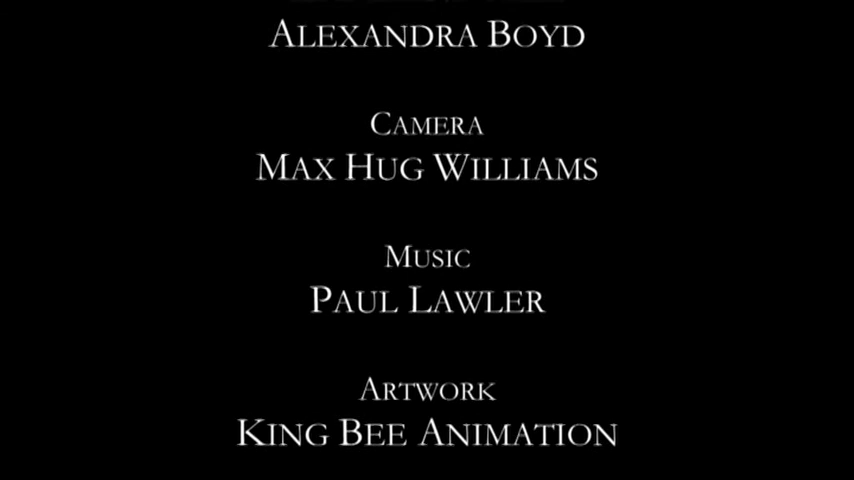 ALEXANDRA BOYD
CAMERA
MAX HUG WILLIAMS
MUSIC
PAUL LAWLER
ARTWORK
KING BEE ANIMATION